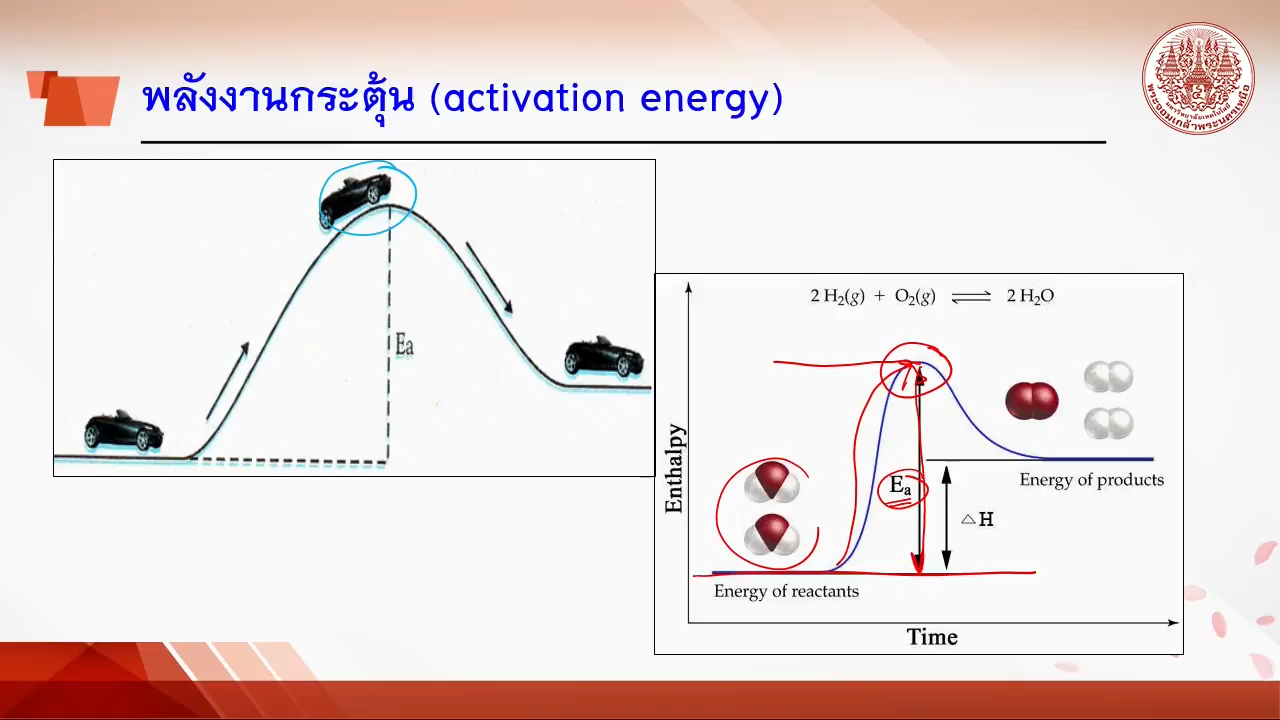 พลังงานกระตุ้น (activation energy)
Ea
2 H₂(g) + O₂(g) ⇌ 2 H₂O
Enthalpy
Ea
Energy of products
△H
Energy of reactants
Time